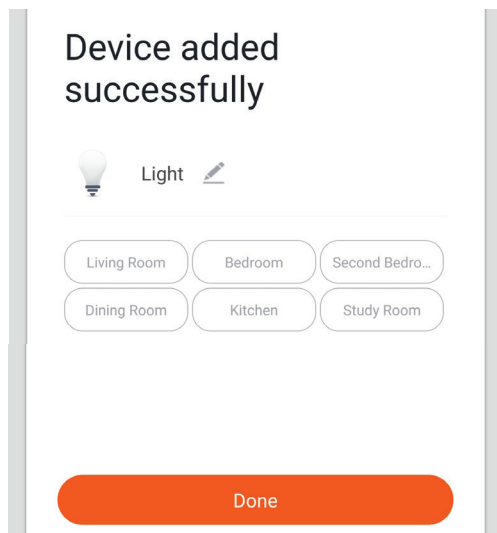 Device added
successfully
Light
Living Room Bedroom Second Bedro...
Dining Room Kitchen Study Room
Done